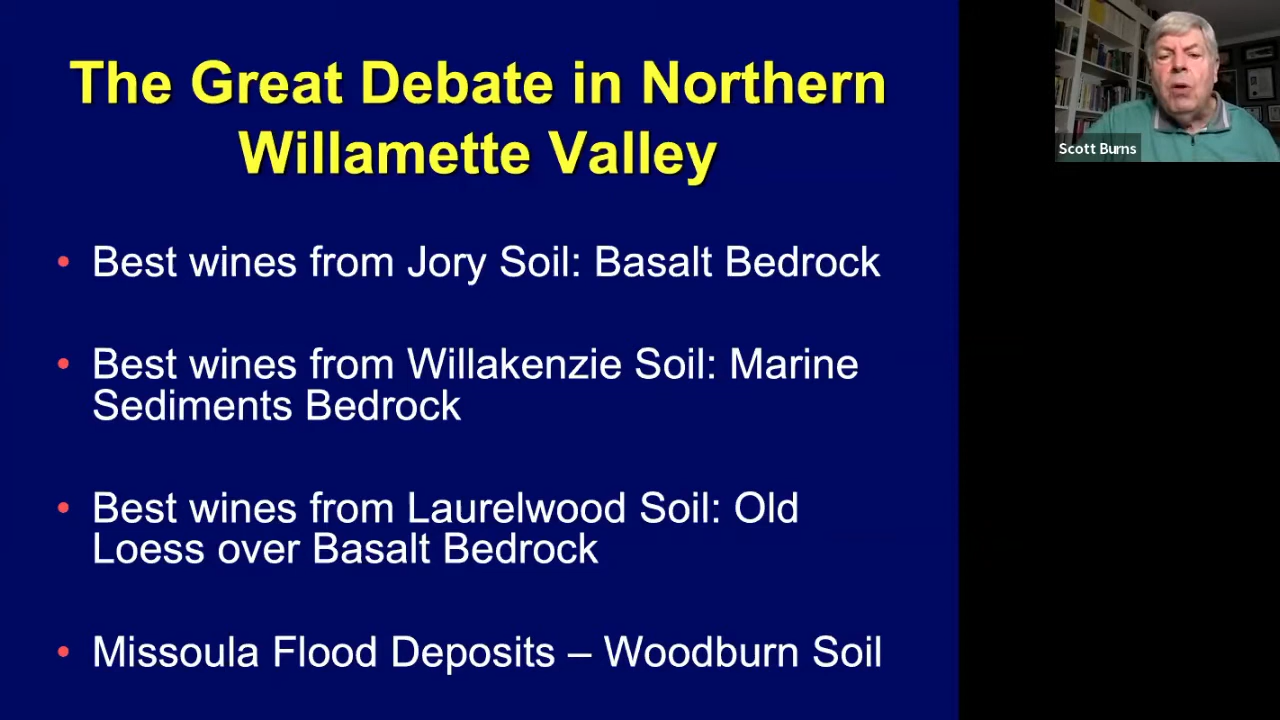 The Great Debate in Northern
Willamette Valley
• Best wines from Jory Soil: Basalt Bedrock
• Best wines from Willakenzie Soil: Marine
Sediments Bedrock
• Best wines from Laurelwood Soil: Old
Loess over Basalt Bedrock
• Missoula Flood Deposits – Woodburn Soil
Scott Burns